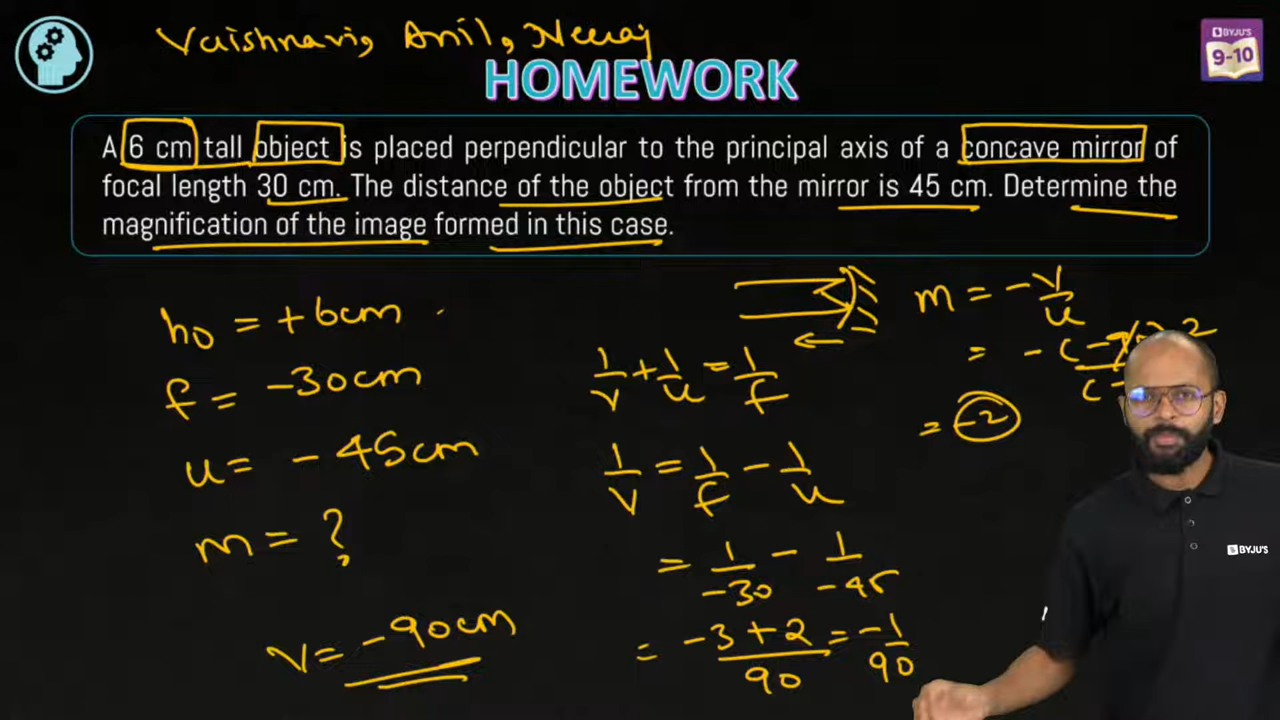 Vaishnavi, Anil, Neeraj
BYJU'S
9-10
HOMEWORK
A 6 cm tall object is placed perpendicular to the principal axis of a concave mirror of
focal length 30 cm. The distance of the object from the mirror is 45 cm. Determine the
magnification of the image formed in this case.
h0 = +6cm
f = -30cm
u = -45cm
m = ?
v = -90cm
1/v + 1/u = 1/f
1/v = 1/f - 1/u
= 1/-30 - 1/-45
= -3+2/90 = -1/90
m = -v/u
= -2
BYJU'S